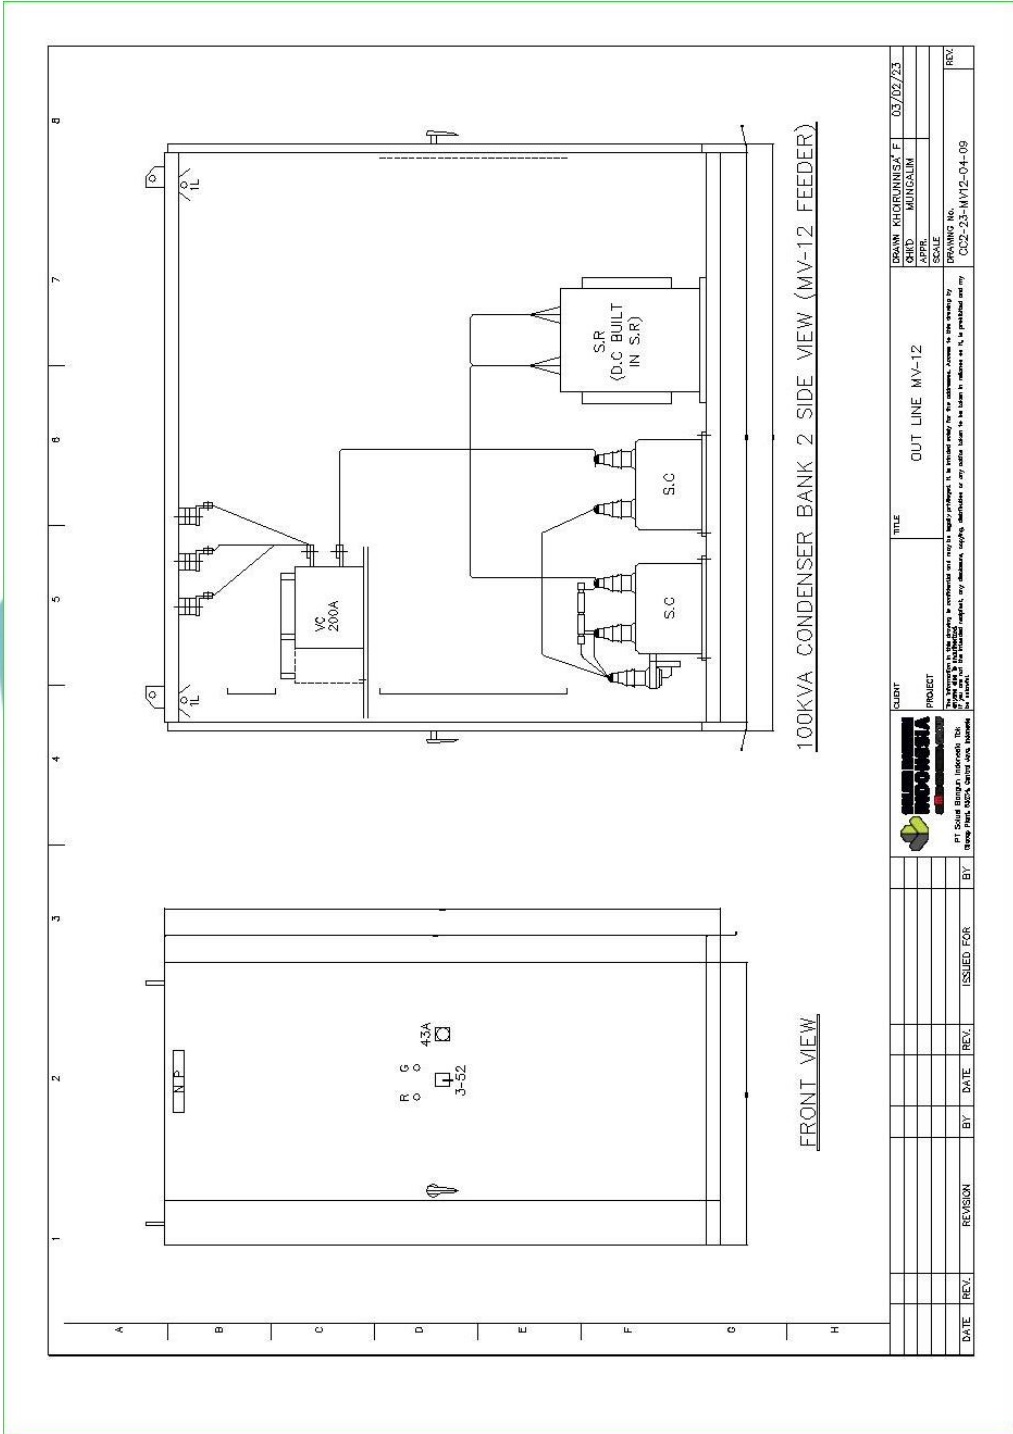 1 2 3 4 5 6 7 8
A
B
C
D
E
F
G
H
N P
R G
3-52
43A
FRONT VIEW
1L
1L
VC
200A
S.C
S.C
S.R
(D.C BUILT
IN S.R)
100KVA CONDENSER BANK 2 SIDE VIEW (MV-12 FEEDER)
DATE REV. REVISION BY DATE REV. ISSUED FOR BY
INDONESIA
PT Solusi Bangun Indonesia Tbk
CLIENT
PROJECT
TITLE
OUT LINE MV-12
DRAWN KHOIRUNNISA' F 03/02/23
CHK'D MUNGALIM
APPR.
SCALE
DRAWING No.
CC2-23-MV12-04-09
REV.